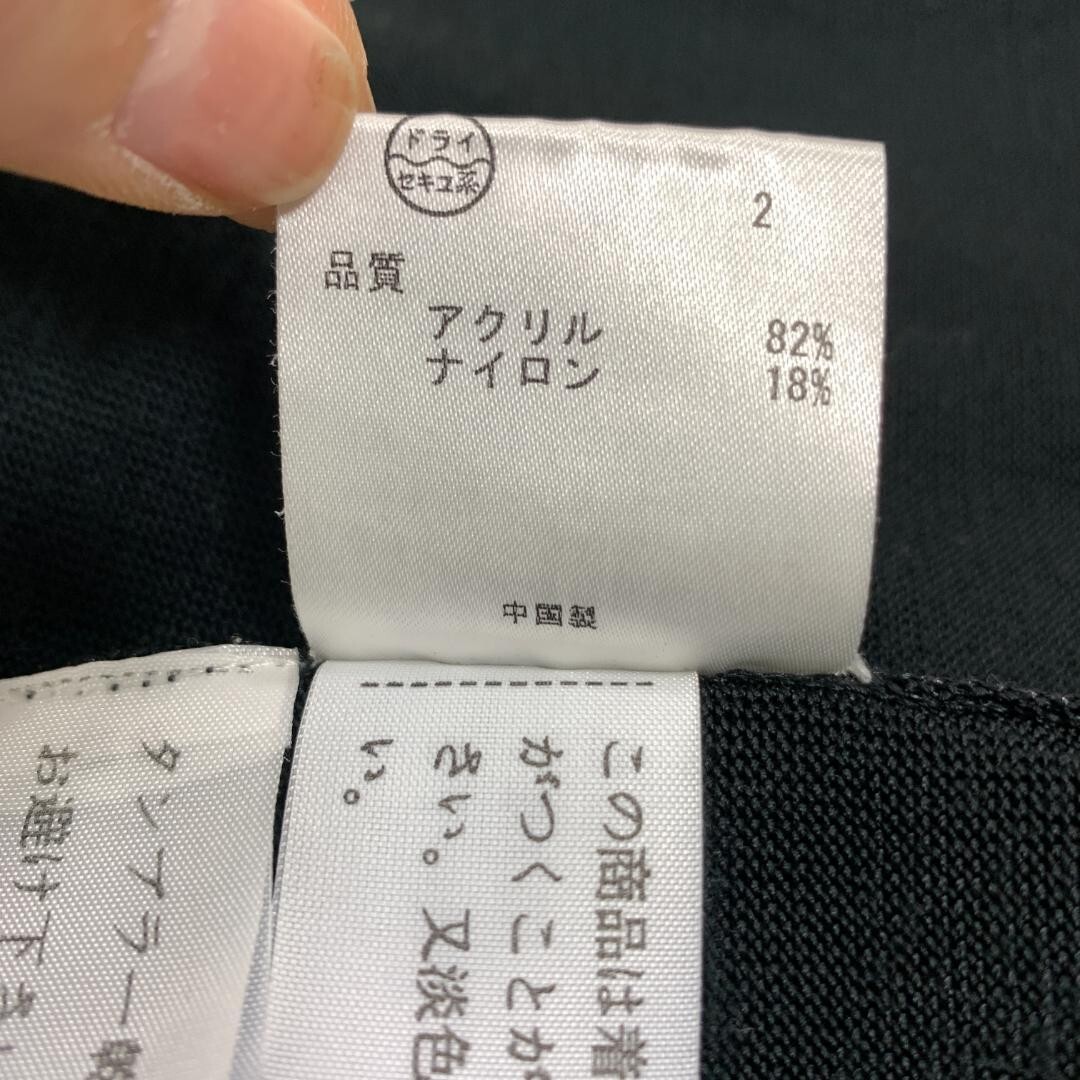 ドライ
セキユ系
2
品質
アクリル 82%
ナイロン 18%
中国製
この商品は着
がつくことが
さい。又淡色
い。
タンブラー
お避け下さ